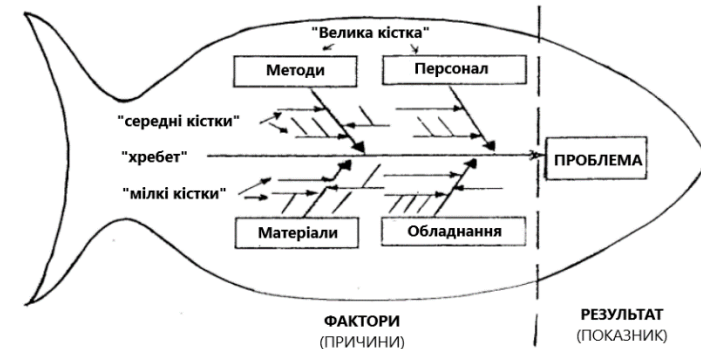 "Велика кістка"
Методи
Персонал
"середні кістки"
"хребет"
ПРОБЛЕМА
"мілкі кістки"
Матеріали
Обладнання
ФАКТОРИ
(ПРИЧИНИ)
РЕЗУЛЬТАТ
(ПОКАЗНИК)